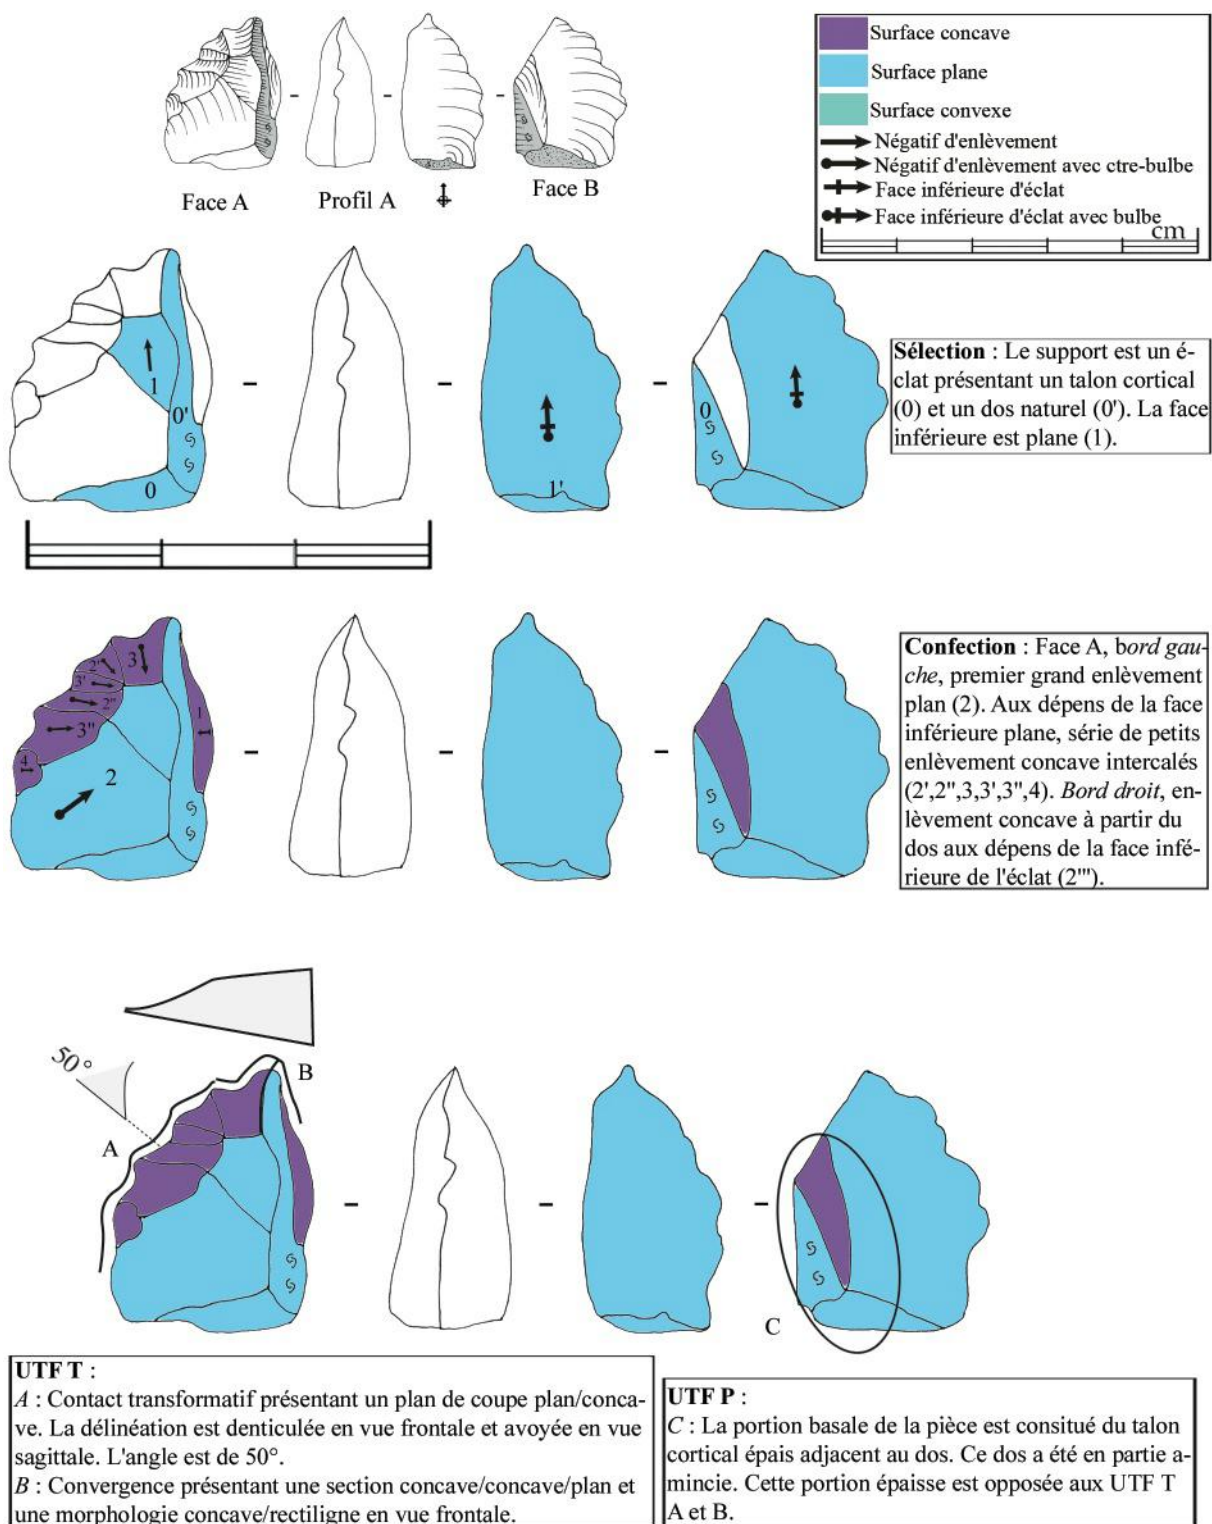 Surface concave
Surface plane
Surface convexe
Négatif d'enlèvement
Négatif d'enlèvement avec ctre-bulbe
Face inférieure d'éclat
Face inférieure d'éclat avec bulbe
cm
Face A
Profil A
Face B
1
0'
0
1'
0
Sélection : Le support est un é-
clat présentant un talon cortical
(0) et un dos naturel (0'). La face
inférieure est plane (1).
3
2'
3'
2"
3"
4
2
1
Confection : Face A, bord gau-
che, premier grand enlèvement
plan (2). Aux dépens de la face
inférieure plane, série de petits
enlèvement concave intercalés
(2',2",3,3',3",4). Bord droit, en-
lèvement concave à partir du
dos aux dépens de la face infé-
rieure de l'éclat (2"').
50°
A
B
C
UTF T :
A : Contact transformatif présentant un plan de coupe plan/conca-
ve. La délinéation est denticulée en vue frontale et avoyée en vue
sagittale. L'angle est de 50°.
B : Convergence présentant une section concave/concave/plan et
une morphologie concave/rectiligne en vue frontale.
UTF P :
C : La portion basale de la pièce est consitué du talon
cortical épais adjacent au dos. Ce dos a été en partie a-
mincie. Cette portion épaisse est opposée aux UTF T
A et B.